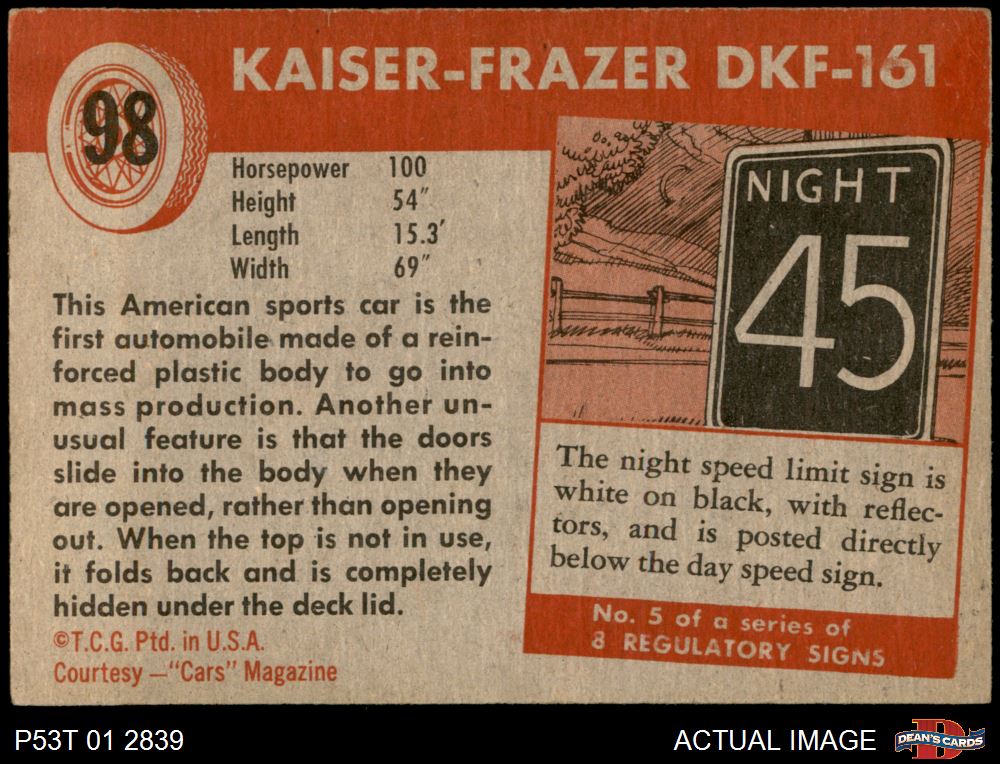 98
KAISER-FRAZER DKF-161
Horsepower 100
Height 54"
Length 15.3'
Width 69"
This American sports car is the
first automobile made of a rein-
forced plastic body to go into
mass production. Another un-
usual feature is that the doors
slide into the body when they
are opened, rather than opening
out. When the top is not in use,
it folds back and is completely
hidden under the deck lid.
©T.C.G. Ptd. in U.S.A.
Courtesy—"Cars" Magazine
NIGHT
45
The night speed limit sign is
white on black, with reflec-
tors, and is posted directly
below the day speed sign.
No. 5 of a series of
8 REGULATORY SIGNS
P53T 01 2839
ACTUAL IMAGE
DEAN'S CARDS